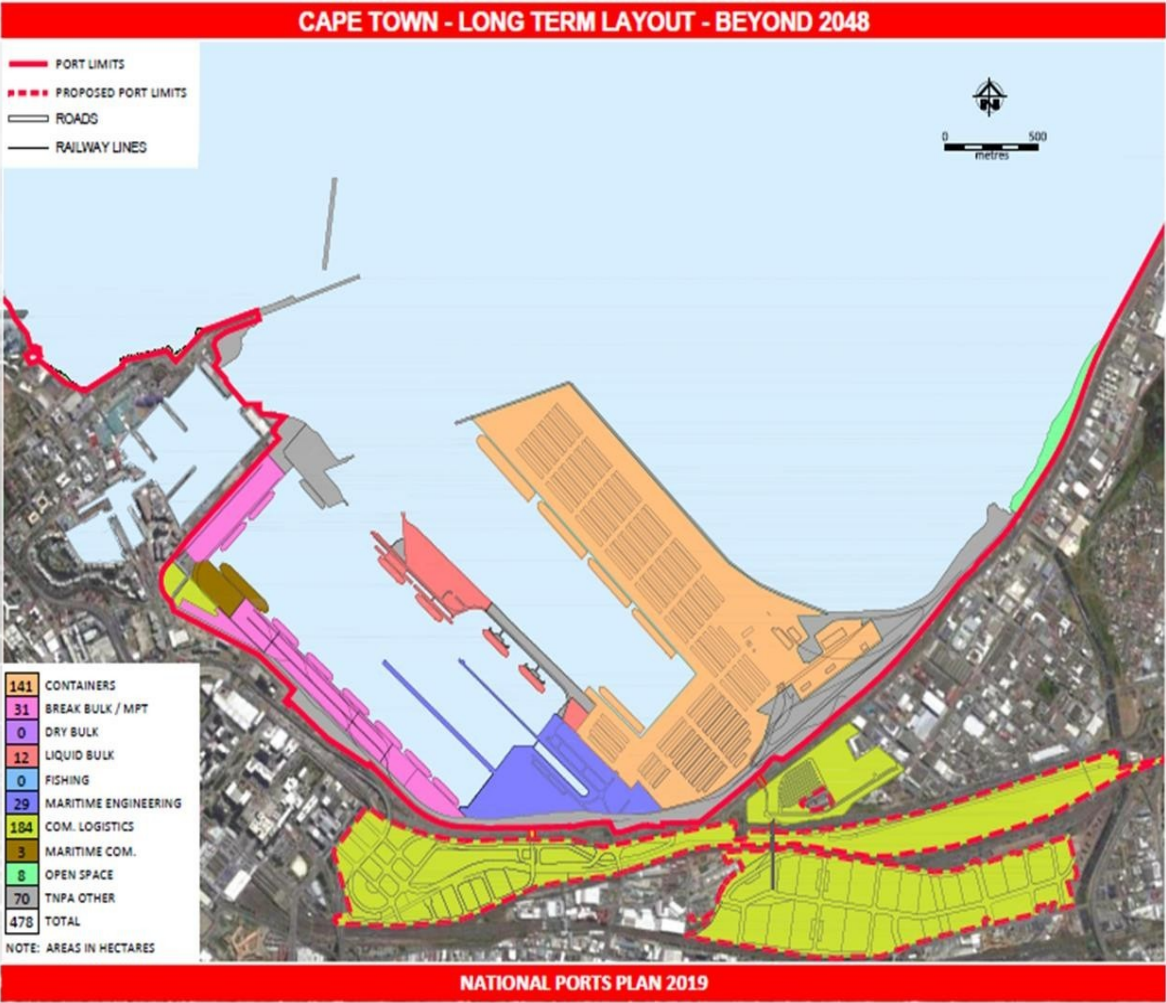 CAPE TOWN - LONG TERM LAYOUT - BEYOND 2048
PORT LIMITS
PROPOSED PORT LIMITS
ROADS
RAILWAY LINES
N
0 500
metres
141 CONTAINERS
31 BREAK BULK / MPT
0 DRY BULK
12 LIQUID BULK
0 FISHING
29 MARITIME ENGINEERING
184 COM. LOGISTICS
3 MARITIME COM.
8 OPEN SPACE
70 TNPA OTHER
478 TOTAL
NOTE: AREAS IN HECTARES
NATIONAL PORTS PLAN 2019